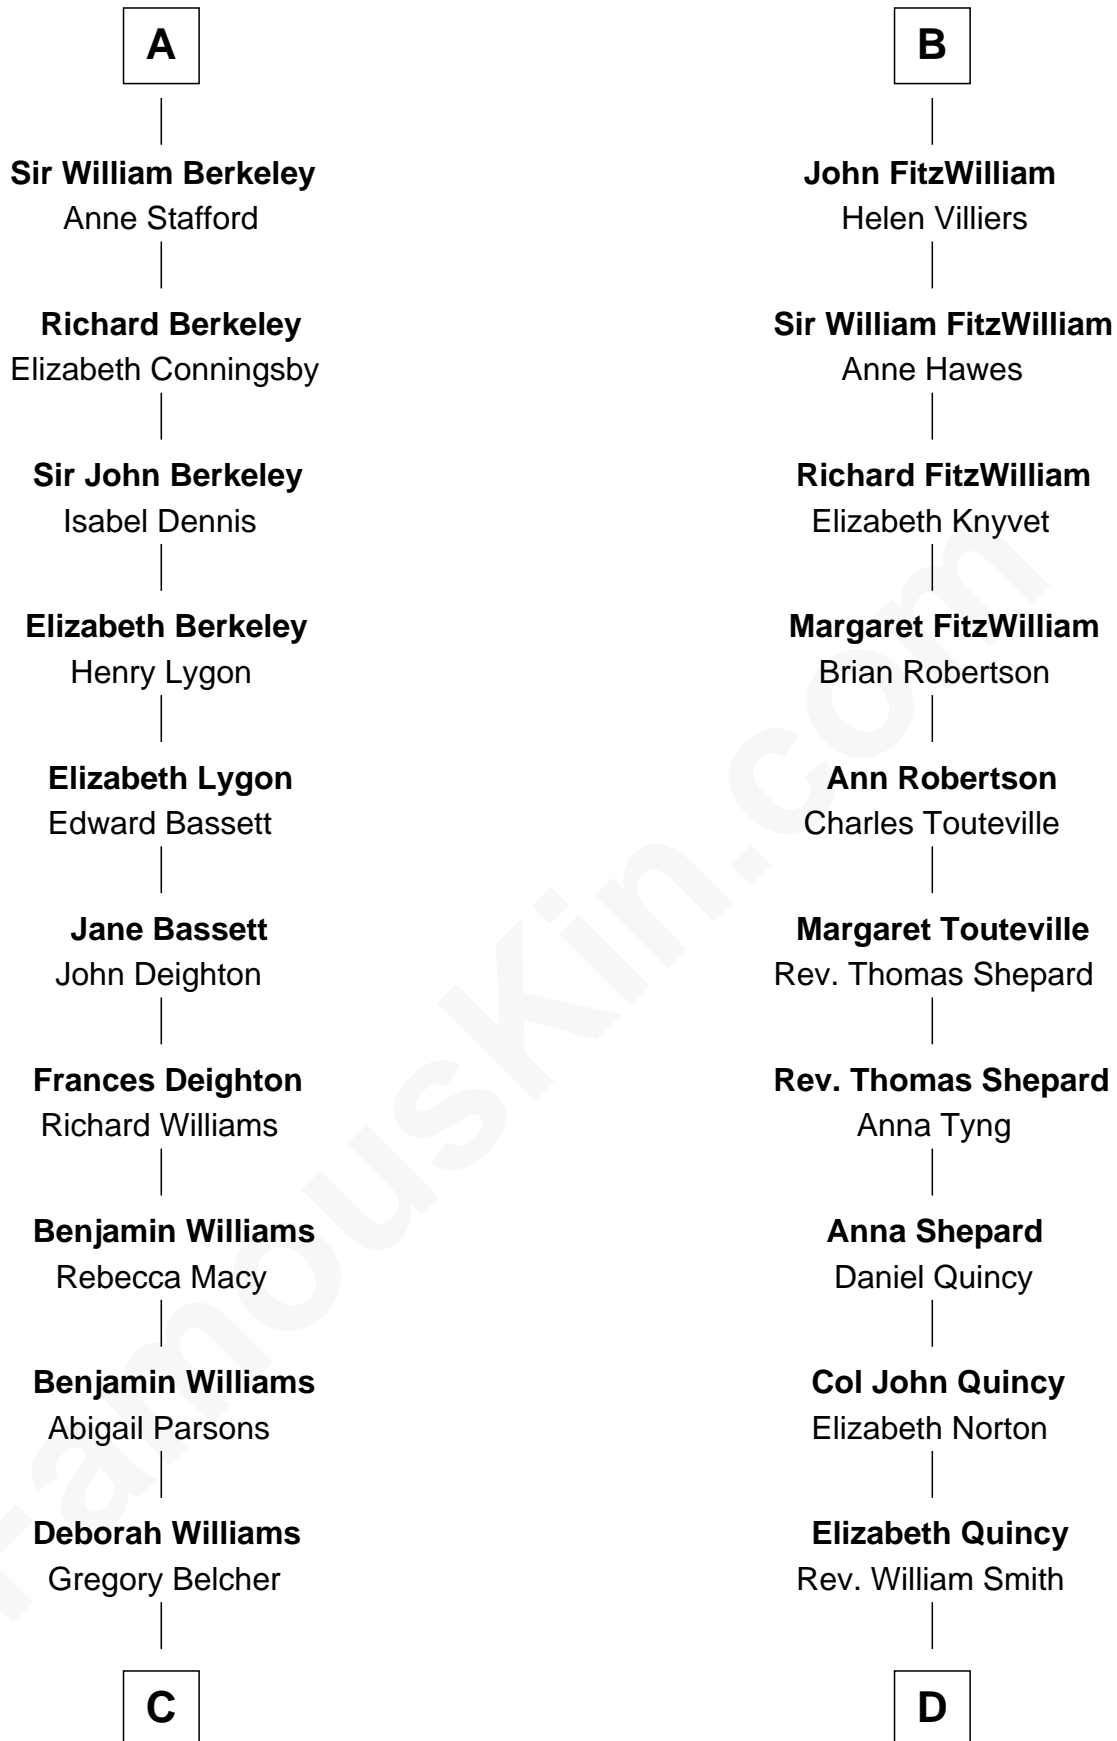 A
Sir William Berkeley
Anne Stafford
Richard Berkeley
Elizabeth Conningsby
Sir John Berkeley
Isabel Dennis
Elizabeth Berkeley
Henry Lygon
Elizabeth Lygon
Edward Bassett
Jane Bassett
John Deighton
Frances Deighton
Richard Williams
Benjamin Williams
Rebecca Macy
Benjamin Williams
Abigail Parsons
Deborah Williams
Gregory Belcher
C
B
John FitzWilliam
Helen Villiers
Sir William FitzWilliam
Anne Hawes
Richard FitzWilliam
Elizabeth Knyvet
Margaret FitzWilliam
Brian Robertson
Ann Robertson
Charles Touteville
Margaret Touteville
Rev. Thomas Shepard
Rev. Thomas Shepard
Anna Tyng
Anna Shepard
Daniel Quincy
Col John Quincy
Elizabeth Norton
Elizabeth Quincy
Rev. William Smith
D
FamousKin.com